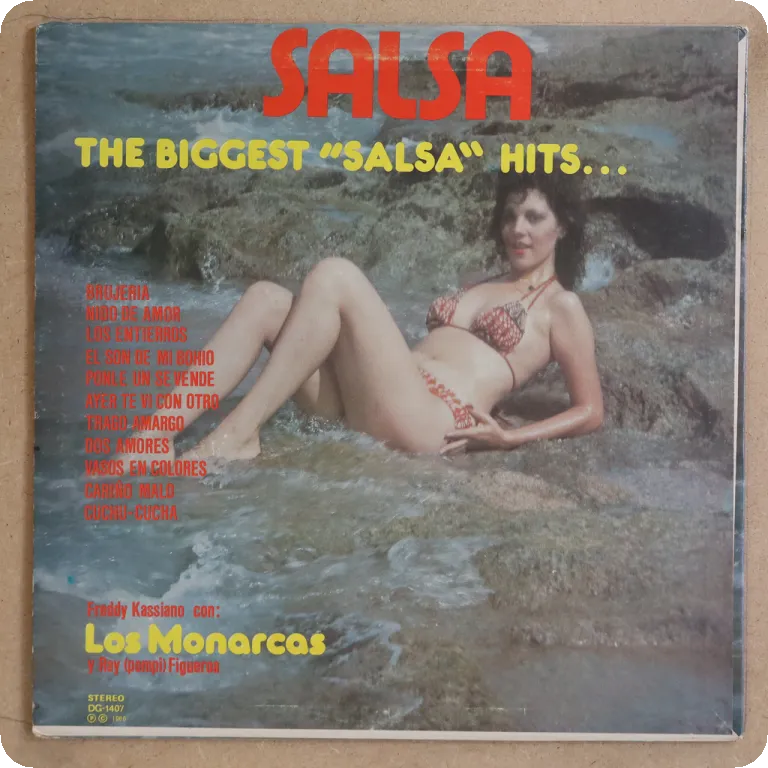 SALSA
THE BIGGEST "SALSA" HITS...
BRUJERIA
NIDO DE AMOR
LOS ENTIERROS
EL SON DE MI BOHIO
PONLE UN SE VENDE
AYER TE VI CON OTRO
TRAGO AMARGO
DOS AMORES
VASOS EN COLORES
CARIÑO MALO
CUCHU-CUCHA
Freddy Kassiano con:
Los Monarcas
y Ray (pompi) Figueroa
STEREO
DG-1407
Ⓟ Ⓒ